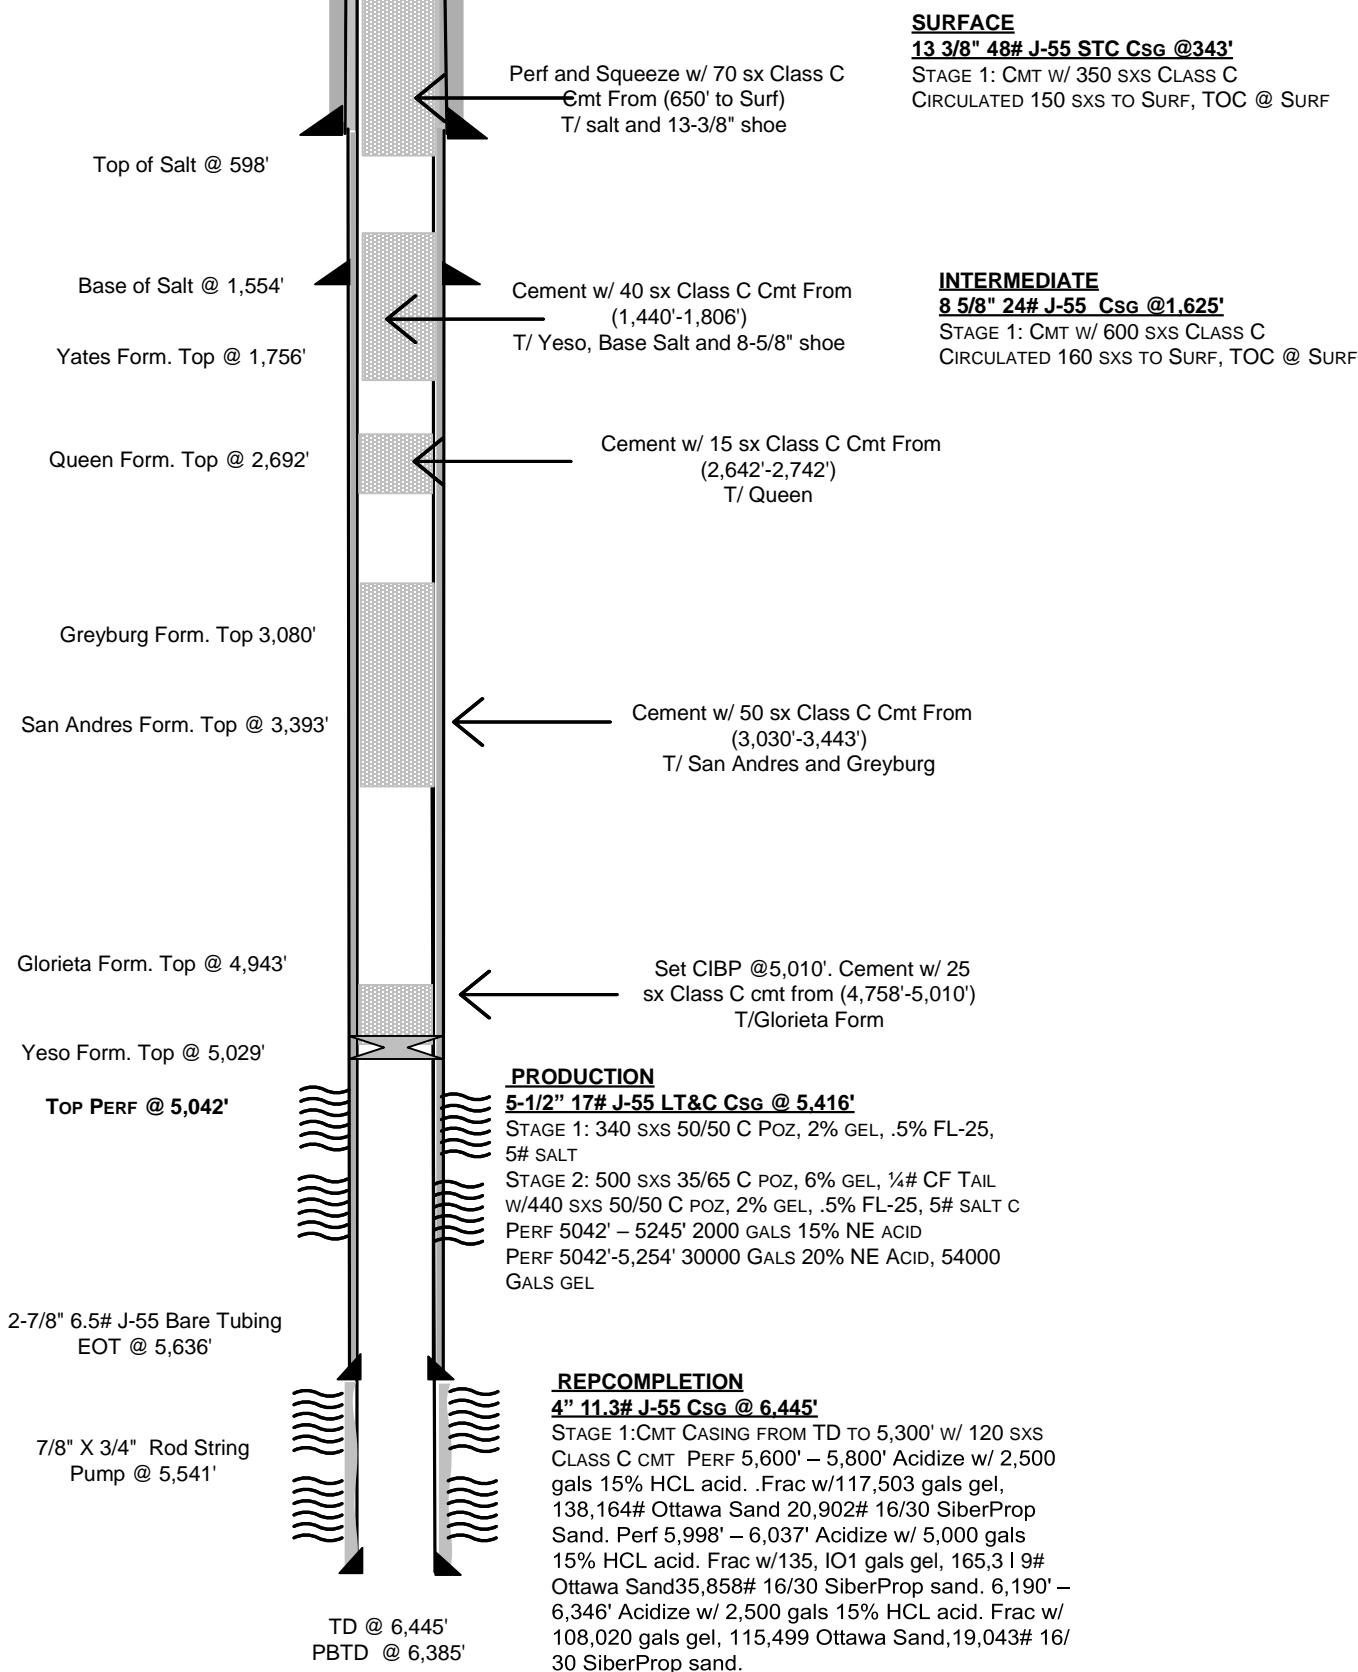 SURFACE
13 3/8" 48# J-55 STC CSG @343'
STAGE 1: CMT W/ 350 SXS CLASS C
CIRCULATED 150 SXS TO SURF, TOC @ SURF
Perf and Squeeze w/ 70 sx Class C
Cmt From (650' to Surf)
T/ salt and 13-3/8" shoe
Top of Salt @ 598'
Base of Salt @ 1,554'
Cement w/ 40 sx Class C Cmt From
(1,440'-1,806')
T/ Yeso, Base Salt and 8-5/8" shoe
INTERMEDIATE
8 5/8" 24# J-55  CSG @1,625'
STAGE 1: CMT W/ 600 SXS CLASS C
CIRCULATED 160 SXS TO SURF, TOC @ SURF
Yates Form. Top @ 1,756'
Queen Form. Top @ 2,692'
Cement w/ 15 sx Class C Cmt From
(2,642'-2,742')
T/ Queen
Greyburg Form. Top 3,080'
San Andres Form. Top @ 3,393'
Cement w/ 50 sx Class C Cmt From
(3,030'-3,443')
T/ San Andres and Greyburg
Glorieta Form. Top @ 4,943'
Set CIBP @5,010'. Cement w/ 25
sx Class C cmt from (4,758'-5,010')
T/Glorieta Form
Yeso Form. Top @ 5,029'
TOP PERF @ 5,042'
PRODUCTION
5-1/2” 17# J-55 LT&C CSG @ 5,416'
STAGE 1: 340 SXS 50/50 C POZ, 2% GEL, .5% FL-25,
5# SALT
STAGE 2: 500 SXS 35/65 C POZ, 6% GEL, ¼# CF TAIL
W/440 SXS 50/50 C POZ, 2% GEL, .5% FL-25, 5# SALT C
PERF 5042' – 5245' 2000 GALS 15% NE ACID
PERF 5042'-5,254' 30000 GALS 20% NE ACID, 54000
GALS GEL
2-7/8" 6.5# J-55 Bare Tubing
EOT @ 5,636'
7/8" X 3/4"  Rod String
Pump @ 5,541'
REPCOMPLETION
4” 11.3# J-55 CSG @ 6,445'
STAGE 1:CMT CASING FROM TD TO 5,300' W/ 120 SXS
CLASS C CMT  PERF 5,600' – 5,800' Acidize w/ 2,500
gals 15% HCL acid. .Frac w/117,503 gals gel,
138,164# Ottawa Sand 20,902# 16/30 SiberProp
Sand. Perf 5,998' – 6,037' Acidize w/ 5,000 gals
15% HCL acid. Frac w/135, IO1 gals gel, 165,3 l 9#
Ottawa Sand35,858# 16/30 SiberProp sand. 6,190' –
6,346' Acidize w/ 2,500 gals 15% HCL acid. Frac w/
108,020 gals gel, 115,499 Ottawa Sand,19,043# 16/
30 SiberProp sand.
TD @ 6,445'
PBTD  @ 6,385'